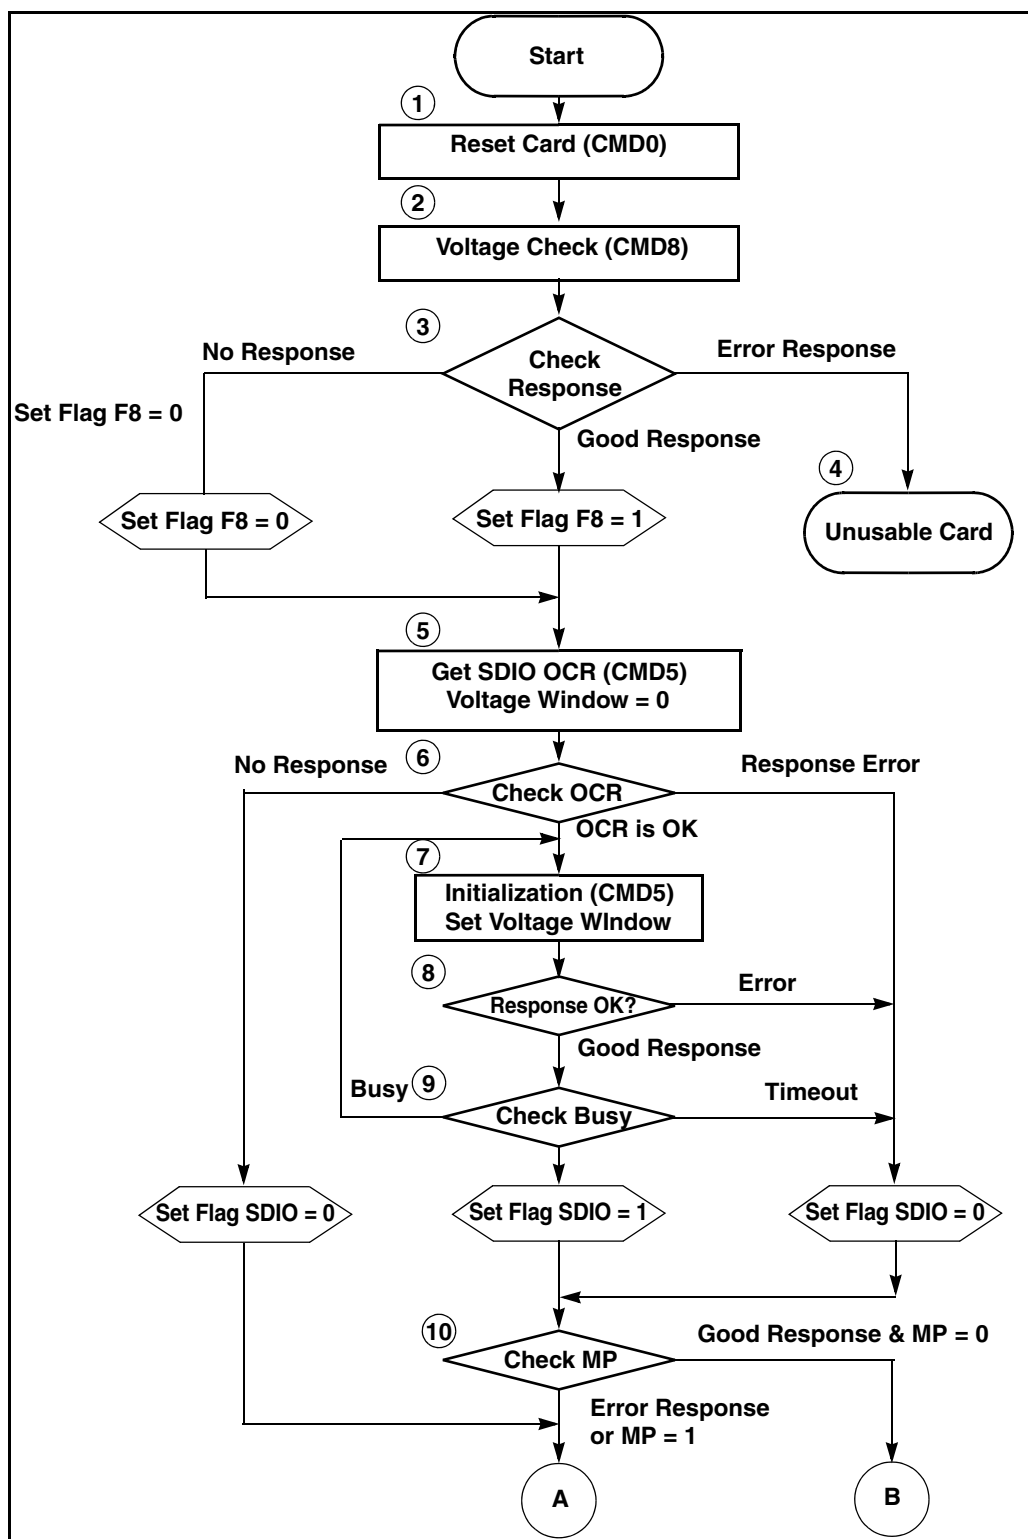 Start
1
Reset Card (CMD0)
2
Voltage Check (CMD8)
3
No Response
Error Response
Check
Response
Set Flag F8 = 0
Good Response
4
Set Flag F8 = 0
Set Flag F8 = 1
Unusable Card
5
Get SDIO OCR (CMD5)
Voltage Window = 0
6
No Response
Response Error
Check OCR
OCR is OK
7
Initialization (CMD5)
Set Voltage WIndow
8
Error
Response OK?
Good Response
Busy
9
Timeout
Check Busy
Set Flag SDIO = 0
Set Flag SDIO = 1
Set Flag SDIO = 0
10
Good Response & MP = 0
Check MP
Error Response
or MP = 1
A
B